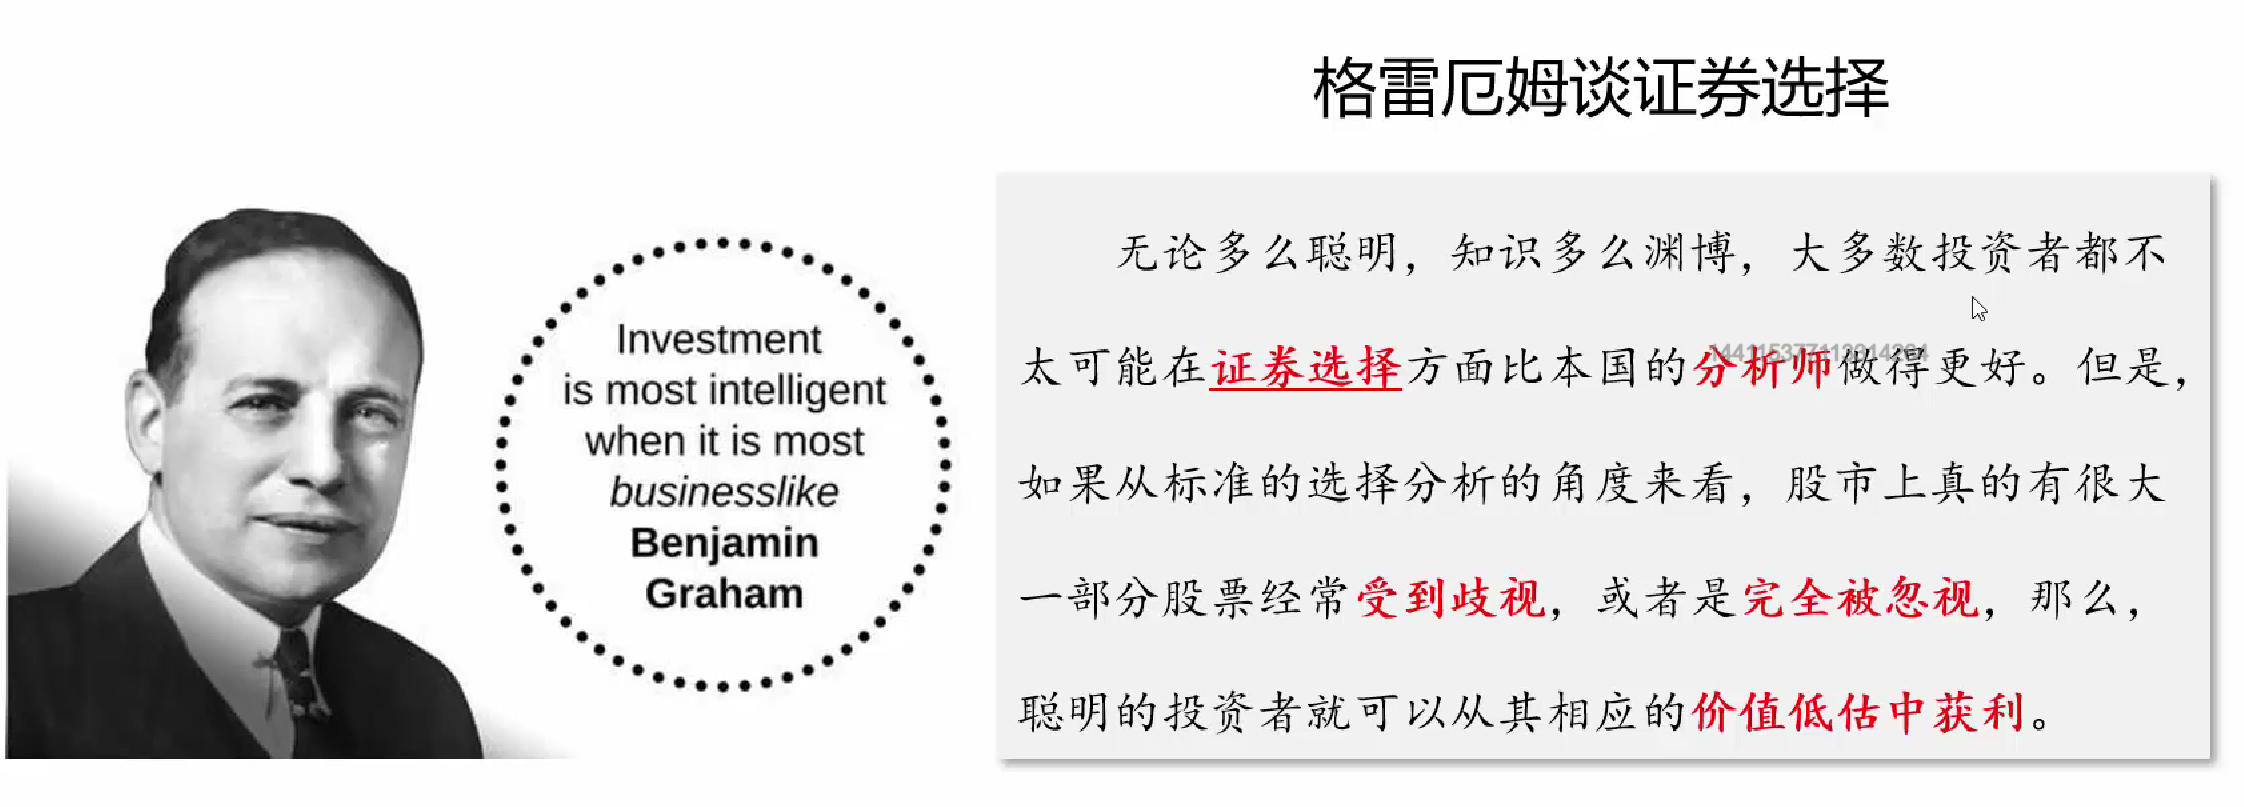 格雷厄姆谈证券选择
Investment
is most intelligent
when it is most
businesslike
Benjamin
Graham
无论多么聪明，知识多么渊博，大多数投资者都不
太可能在证券选择方面比本国的分析师做得更好。但是，
如果从标准的选择分析的角度来看，股市上真的有很大
一部分股票经常受到歧视，或者是完全被忽视，那么，
聪明的投资者就可以从其相应的价值低估中获利。